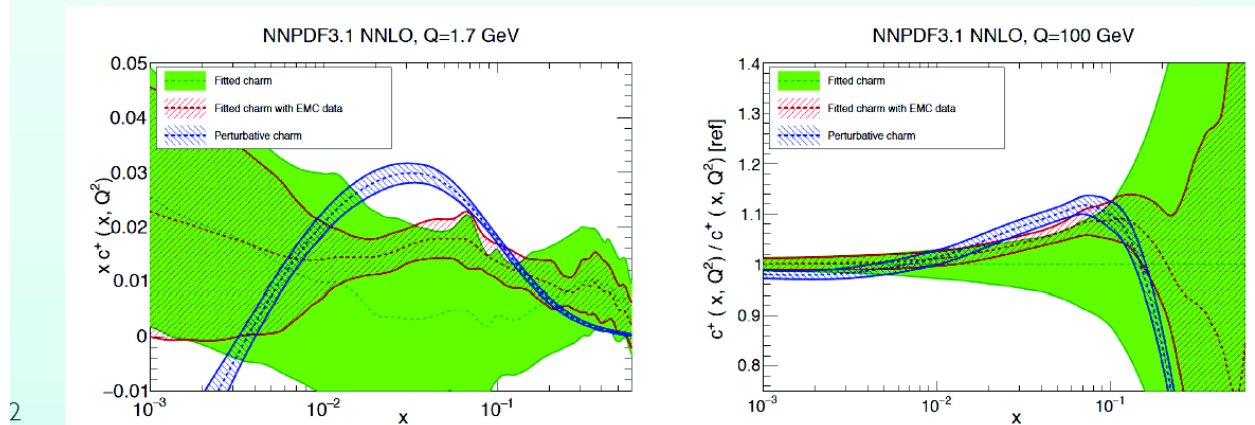 NNPDF3.1 NNLO, Q=1.7 GeV
0.05
0.04
0.03
0.02
0.01
0
−0.01
x c⁺ ( x, Q²)
Fitted charm
Fitted charm with EMC data
Perturbative charm
10⁻³
10⁻²
10⁻¹
x
NNPDF3.1 NNLO, Q=100 GeV
1.4
1.3
1.2
1.1
1
0.9
0.8
c⁺ ( x, Q²) / c⁺ ( x, Q²) [ref]
Fitted charm
Fitted charm with EMC data
Perturbative charm
10⁻³
10⁻²
10⁻¹
x
2